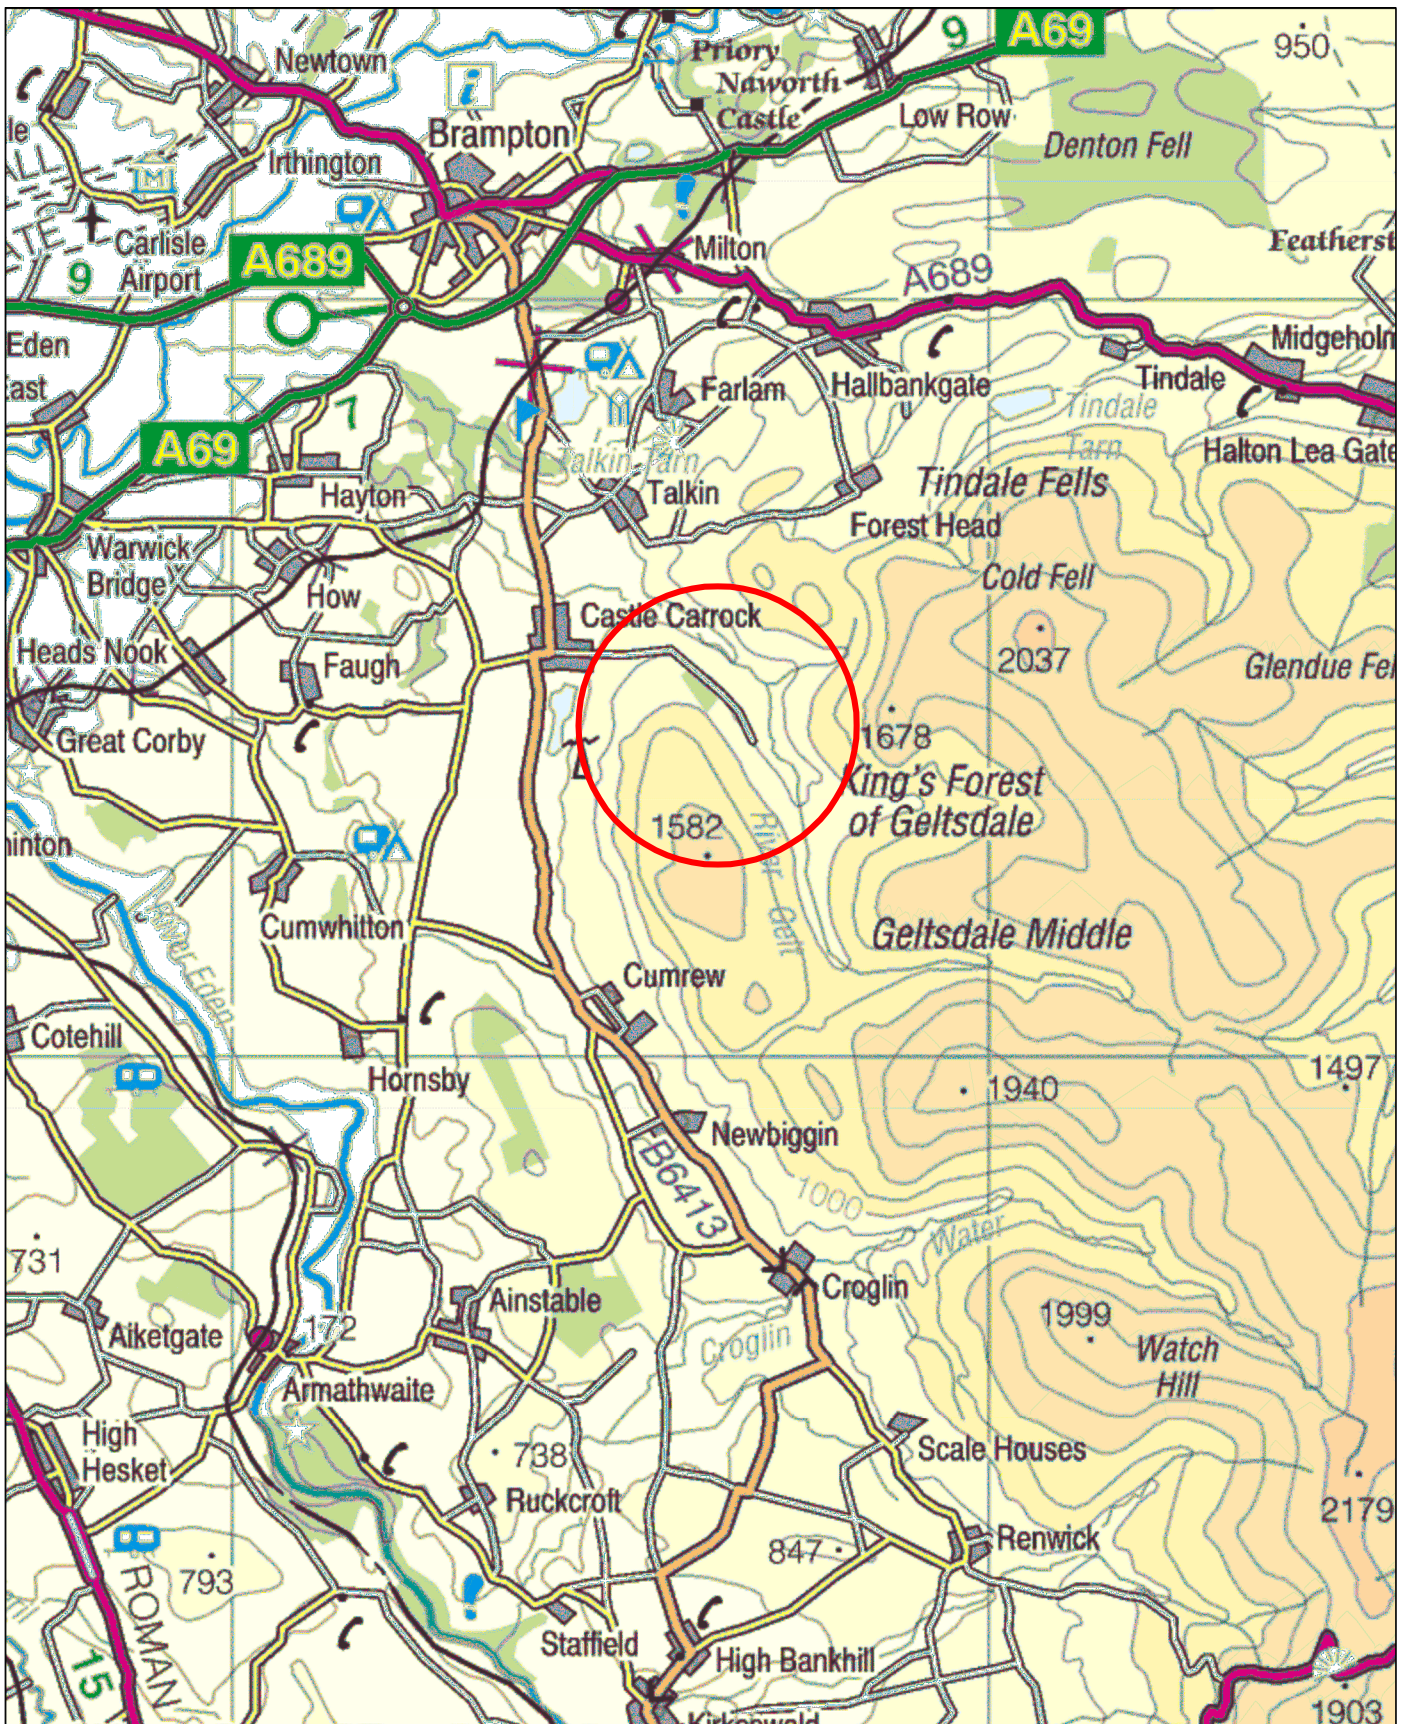 A69
9
950
Priory
Newtown
Naworth
Castle
Low Row
Brampton
Denton Fell
Irthington
Carlisle
Airport
9
A689
Milton
A689
Eden
Midgeholm
Farlam
Hallbankgate
Tindale
7
Tindale
Tarn
A69
Halton Lea Gate
Talkin Tarn
Hayton
Talkin
Tindale Fells
Forest Head
Warwick
Bridge
How
Cold Fell
Castle Carrock
Heads Nook
Faugh
2037
Glendue Fel
Great Corby
1678
King's Forest
of Geltsdale
1582
River Gelt
Cumwhitton
River Eden
Geltsdale Middle
Cumrew
Cotehill
Hornsby
1940
1497
Newbiggin
B6413
1000
Water
731
Croglin
Ainstable
Aiketgate
172
1999
Croglin
Watch
Hill
Armathwaite
High
Hesket
738
Scale Houses
Ruckcroft
2179
Renwick
847
793
ROMAN
15
Staffield
High Bankhill
Kirkoswald
1903